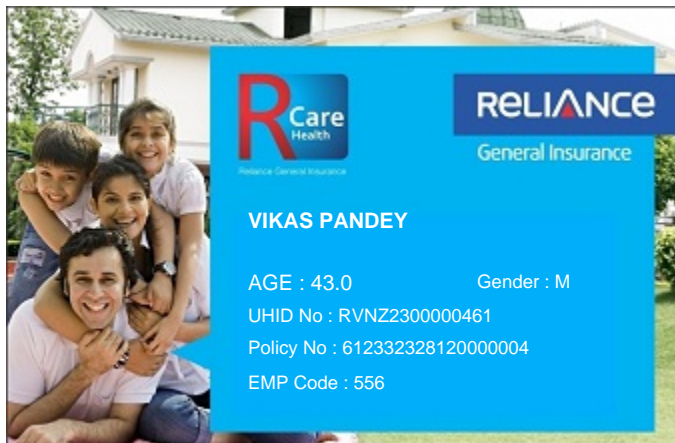 R Care
Health
Reliance General Insurance
RELIANCE
General Insurance
VIKAS PANDEY
AGE : 43.0 Gender : M
UHID No : RVNZ2300000461
Policy No : 612332328120000004
EMP Code : 556